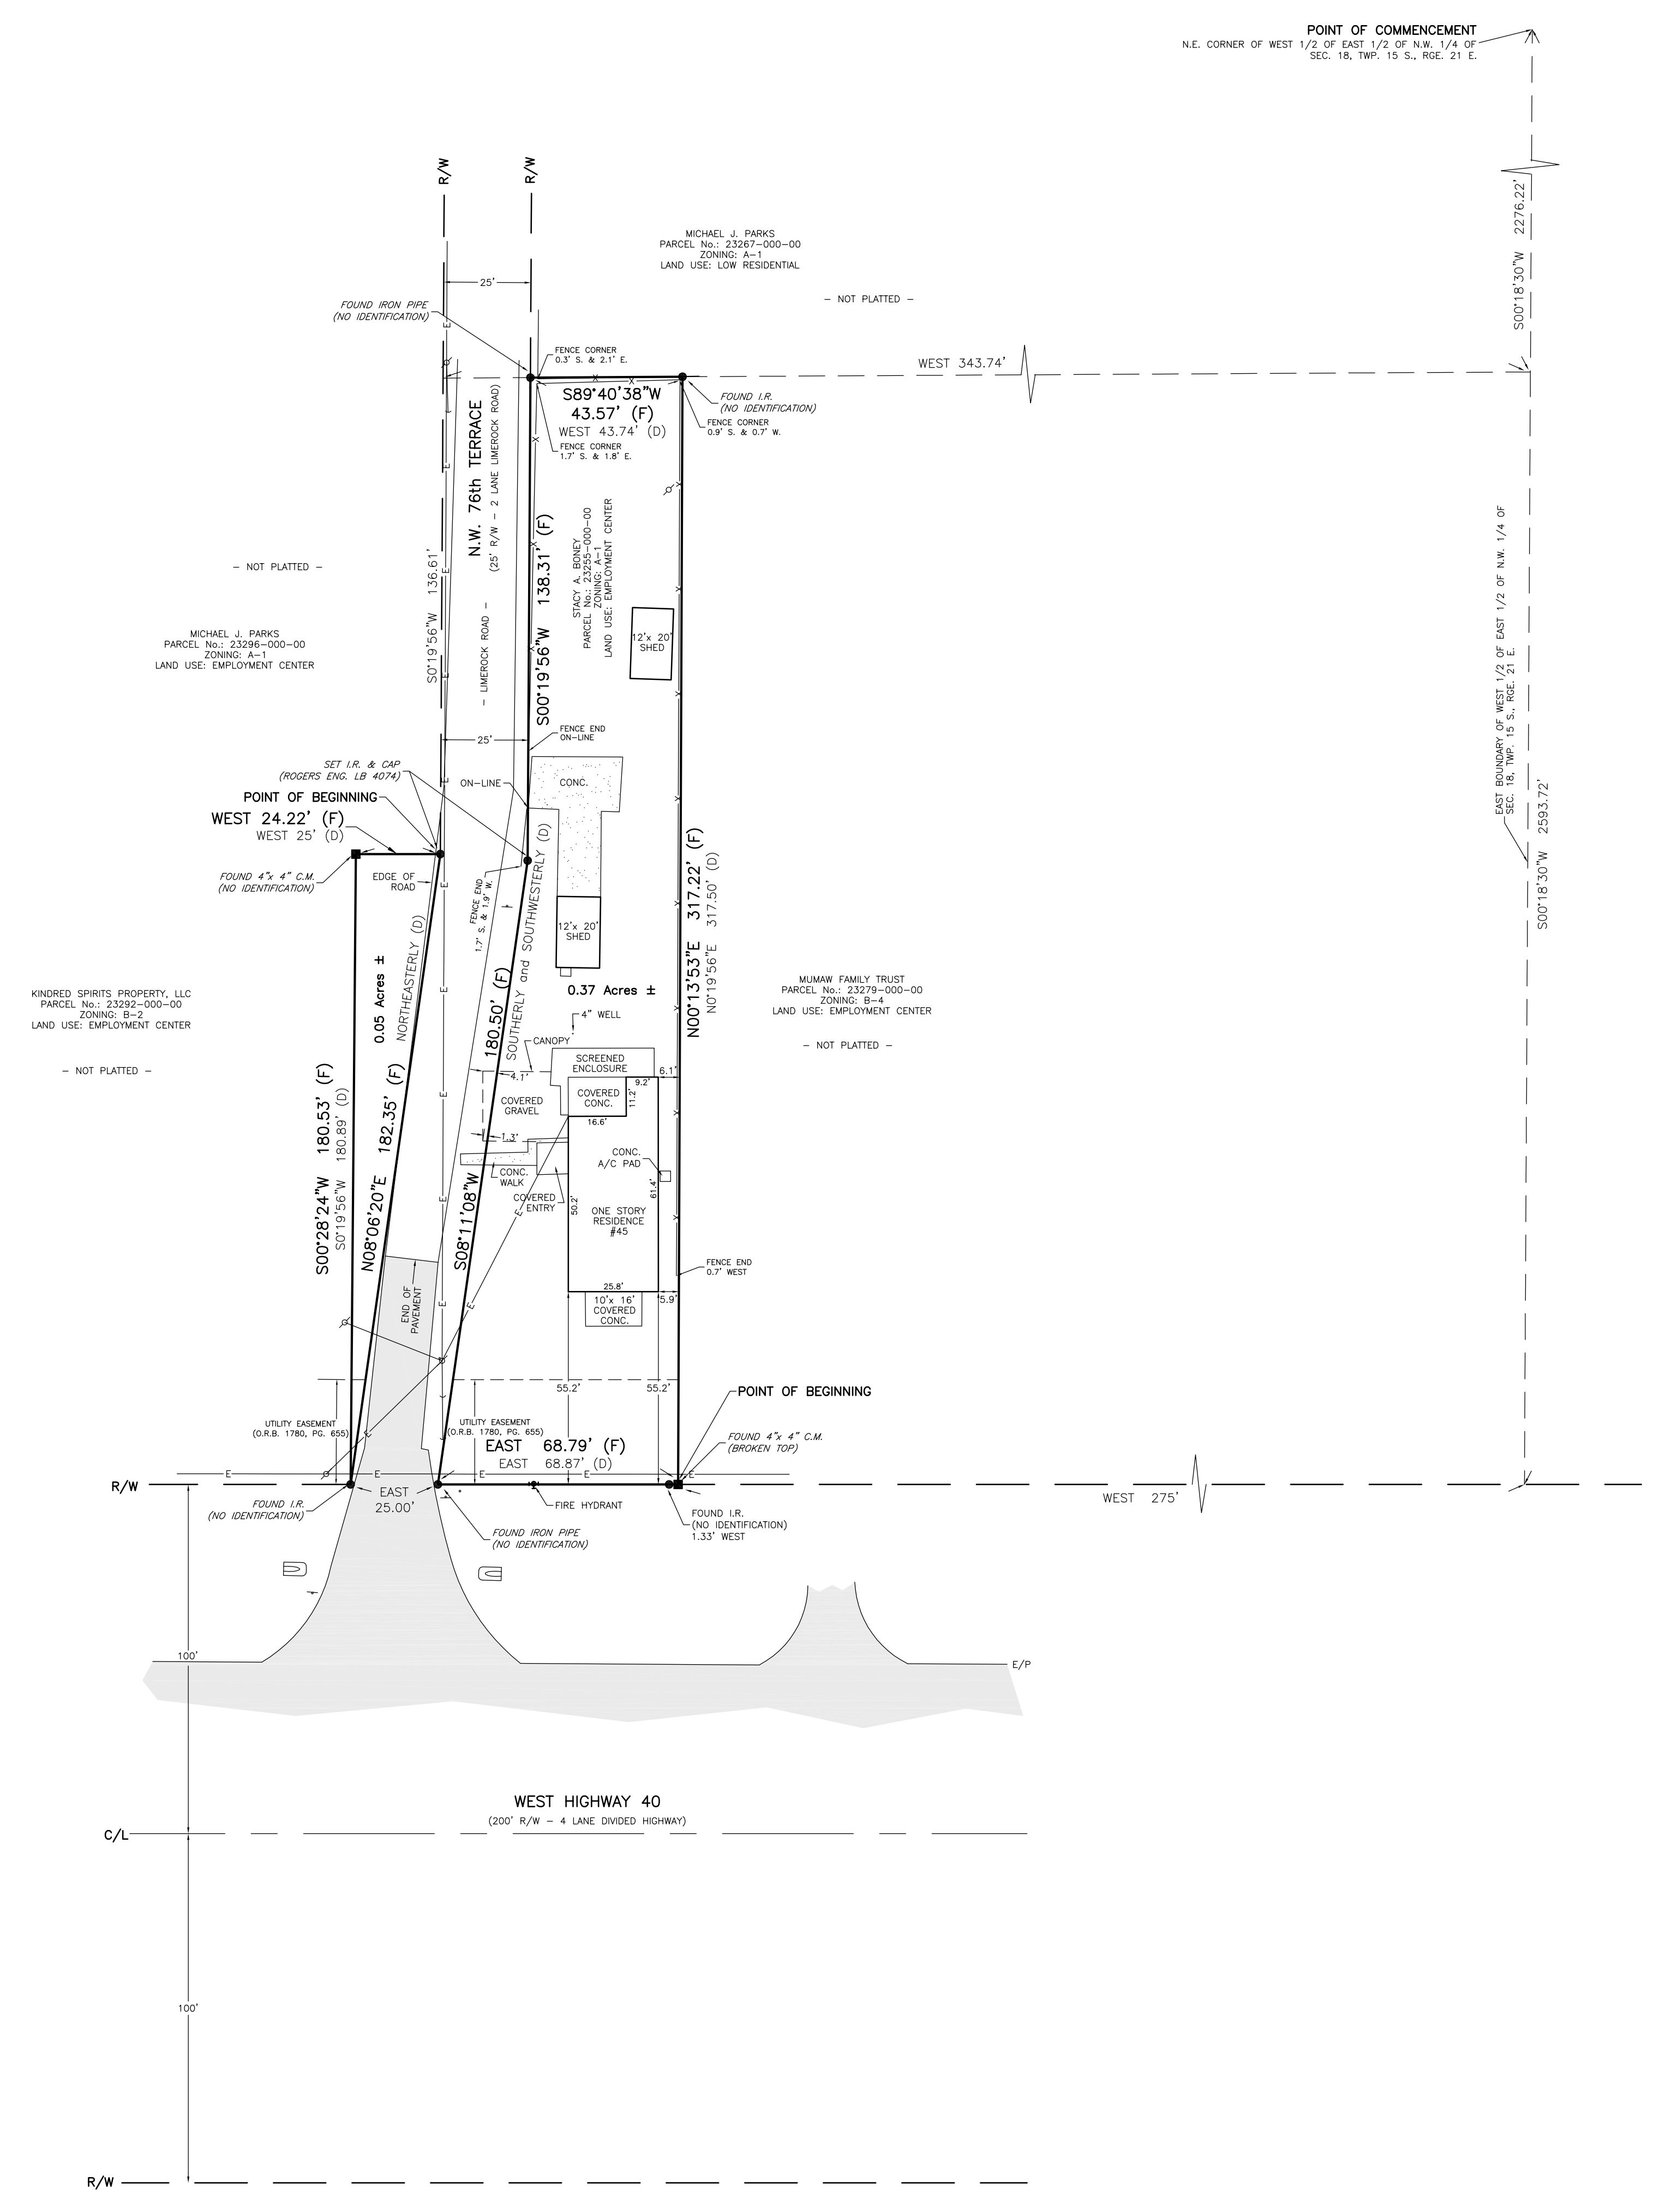 POINT OF COMMENCEMENT
N.E. CORNER OF WEST 1/2 OF EAST 1/2 OF N.W. 1/4 OF
SEC. 18, TWP. 15 S., RGE. 21 E.
S00°18'30"W 2276.22'
R/W
R/W
MICHAEL J. PARKS
PARCEL No.: 23267-000-00
ZONING: A-1
LAND USE: LOW RESIDENTIAL
- NOT PLATTED -
25'
FOUND IRON PIPE
(NO IDENTIFICATION)
FENCE CORNER
0.3' S. & 2.1' E.
WEST 343.74'
S89°40'38"W
43.57' (F)
WEST 43.74' (D)
FOUND I.R.
(NO IDENTIFICATION)
FENCE CORNER
0.9' S. & 0.7' W.
FENCE CORNER
1.7' S. & 1.8' E.
N.W. 76th TERRACE
(25' R/W - 2 LANE LIMEROCK ROAD)
- LIMEROCK ROAD -
S0°19'56"W 136.61'
S00°19'56"W 138.31' (F)
STACY A. BONEY
PARCEL No.: 23255-000-00
ZONING: A-1
LAND USE: EMPLOYMENT CENTER
- NOT PLATTED -
MICHAEL J. PARKS
PARCEL No.: 23296-000-00
ZONING: A-1
LAND USE: EMPLOYMENT CENTER
12'x 20'
SHED
EAST BOUNDARY OF WEST 1/2 OF EAST 1/2 OF N.W. 1/4 OF
SEC. 18, TWP. 15 S., RGE. 21 E.
S00°18'30"W 2593.72'
25'
FENCE END
ON-LINE
SET I.R. & CAP
(ROGERS ENG. LB 4074)
ON-LINE
CONC.
POINT OF BEGINNING
WEST 24.22' (F)
WEST 25' (D)
FOUND 4"x 4" C.M.
(NO IDENTIFICATION)
EDGE OF
ROAD
FENCE END
1.7' S. & 1.9' W.
N00°13'53"E 317.22' (F)
N0°19'56"E 317.50' (D)
12'x 20'
SHED
NORTHEASTERLY (D)
SOUTHERLY and SOUTHWESTERLY (D)
0.05 Acres ±
0.37 Acres ±
KINDRED SPIRITS PROPERTY, LLC
PARCEL No.: 23292-000-00
ZONING: B-2
LAND USE: EMPLOYMENT CENTER
- NOT PLATTED -
MUMAW FAMILY TRUST
PARCEL No.: 23279-000-00
ZONING: B-4
LAND USE: EMPLOYMENT CENTER
- NOT PLATTED -
4" WELL
CANOPY
SCREENED
ENCLOSURE
S00°28'24"W 180.53' (F)
S0°19'56"W 180.89' (D)
N08°06'20"E 182.35' (F)
S08°11'08"W 180.50' (F)
4.1'
6.1'
9.2'
11.2'
COVERED
CONC.
16.6'
COVERED
GRAVEL
1.3'
CONC.
A/C PAD
CONC.
WALK
COVERED
ENTRY
50.2'
61.4'
ONE STORY
RESIDENCE
#45
25.8'
10'x 16'
COVERED
CONC.
5.9'
FENCE END
0.7' WEST
END OF
PAVEMENT
55.2'
55.2'
POINT OF BEGINNING
UTILITY EASEMENT
(O.R.B. 1780, PG. 655)
UTILITY EASEMENT
(O.R.B. 1780, PG. 655)
EAST 68.79' (F)
EAST 68.87' (D)
FOUND 4"x 4" C.M.
(BROKEN TOP)
R/W
EAST
25.00'
FIRE HYDRANT
WEST 275'
FOUND I.R.
(NO IDENTIFICATION)
FOUND IRON PIPE
(NO IDENTIFICATION)
FOUND I.R.
(NO IDENTIFICATION)
1.33' WEST
100'
E/P
WEST HIGHWAY 40
(200' R/W - 4 LANE DIVIDED HIGHWAY)
C/L
100'
R/W